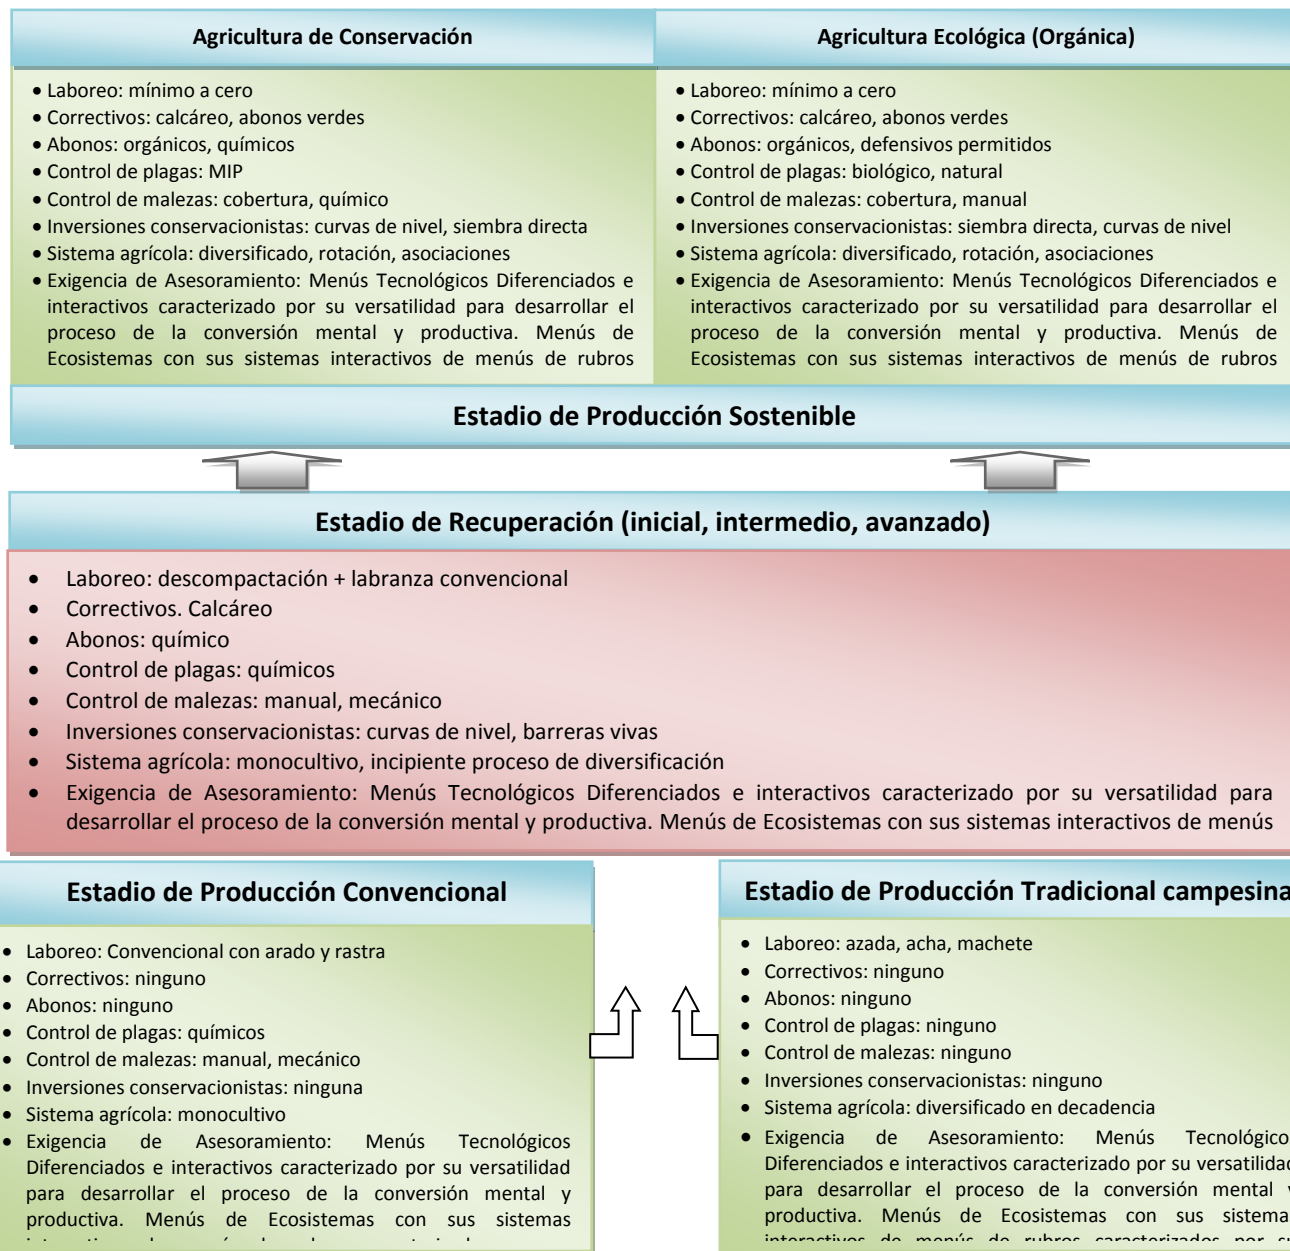 Agricultura de Conservación
• Laboreo: mínimo a cero
• Correctivos: calcáreo, abonos verdes
• Abonos: orgánicos, químicos
• Control de plagas: MIP
• Control de malezas: cobertura, químico
• Inversiones conservacionistas: curvas de nivel, siembra directa
• Sistema agrícola: diversificado, rotación, asociaciones
• Exigencia de Asesoramiento: Menús Tecnológicos Diferenciados e
interactivos caracterizado por su versatilidad para desarrollar el
proceso de la conversión mental y productiva. Menús de
Ecosistemas con sus sistemas interactivos de menús de rubros
Agricultura Ecológica (Orgánica)
• Laboreo: mínimo a cero
• Correctivos: calcáreo, abonos verdes
• Abonos: orgánicos, defensivos permitidos
• Control de plagas: biológico, natural
• Control de malezas: cobertura, manual
• Inversiones conservacionistas: siembra directa, curvas de nivel
• Sistema agrícola: diversificado, rotación, asociaciones
• Exigencia de Asesoramiento: Menús Tecnológicos Diferenciados e
interactivos caracterizado por su versatilidad para desarrollar el
proceso de la conversión mental y productiva. Menús de
Ecosistemas con sus sistemas interactivos de menús de rubros
Estadio de Producción Sostenible
Estadio de Recuperación (inicial, intermedio, avanzado)
• Laboreo: descompactación + labranza convencional
• Correctivos. Calcáreo
• Abonos: químico
• Control de plagas: químicos
• Control de malezas: manual, mecánico
• Inversiones conservacionistas: curvas de nivel, barreras vivas
• Sistema agrícola: monocultivo, incipiente proceso de diversificación
• Exigencia de Asesoramiento: Menús Tecnológicos Diferenciados e interactivos caracterizado por su versatilidad para
desarrollar el proceso de la conversión mental y productiva. Menús de Ecosistemas con sus sistemas interactivos de menús
Estadio de Producción Convencional
• Laboreo: Convencional con arado y rastra
• Correctivos: ninguno
• Abonos: ninguno
• Control de plagas: químicos
• Control de malezas: manual, mecánico
• Inversiones conservacionistas: ninguna
• Sistema agrícola: monocultivo
• Exigencia de Asesoramiento: Menús Tecnológicos
Diferenciados e interactivos caracterizado por su versatilidad
para desarrollar el proceso de la conversión mental y
productiva. Menús de Ecosistemas con sus sistemas
Estadio de Producción Tradicional campesina
• Laboreo: azada, acha, machete
• Correctivos: ninguno
• Abonos: ninguno
• Control de plagas: ninguno
• Control de malezas: ninguno
• Inversiones conservacionistas: ninguno
• Sistema agrícola: diversificado en decadencia
• Exigencia de Asesoramiento: Menús Tecnológico
Diferenciados e interactivos caracterizado por su versatilidad
para desarrollar el proceso de la conversión mental y
productiva. Menús de Ecosistemas con sus sistema
interactivos de menús de rubros caracterizados por su